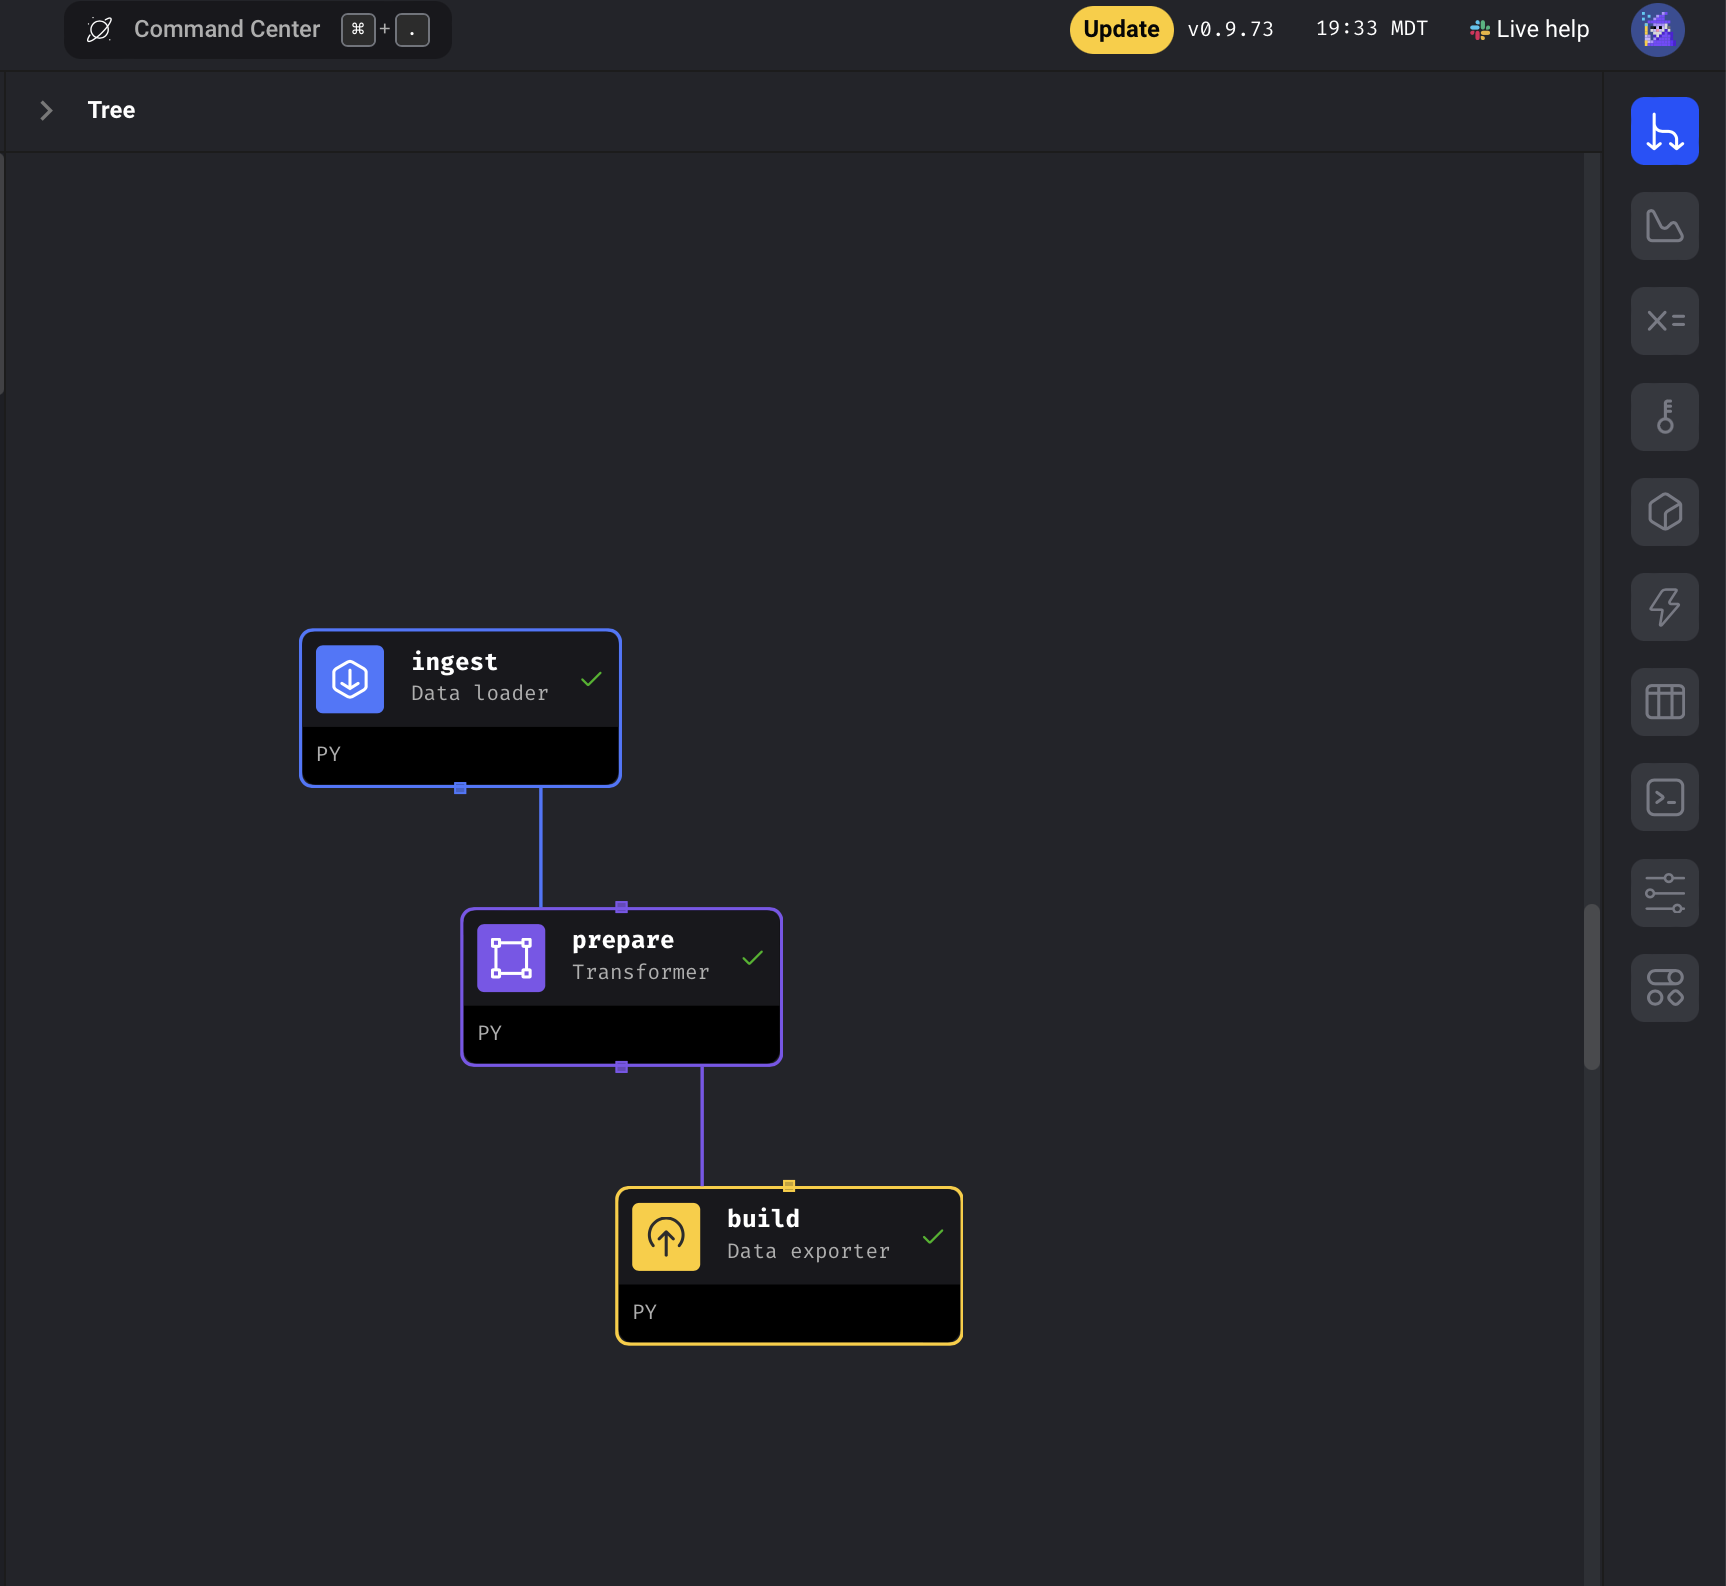 Command Center ⌘ + .
Update v0.9.73 19:33 MDT Live help
Tree
ingest
Data loader
PY
prepare
Transformer
PY
build
Data exporter
PY